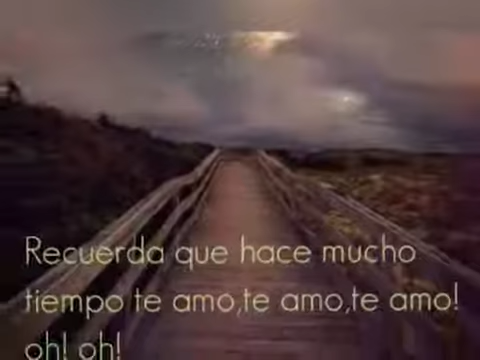 Recuerda que hace mucho
tiempo te amo,te amo,te amo!
oh! oh!